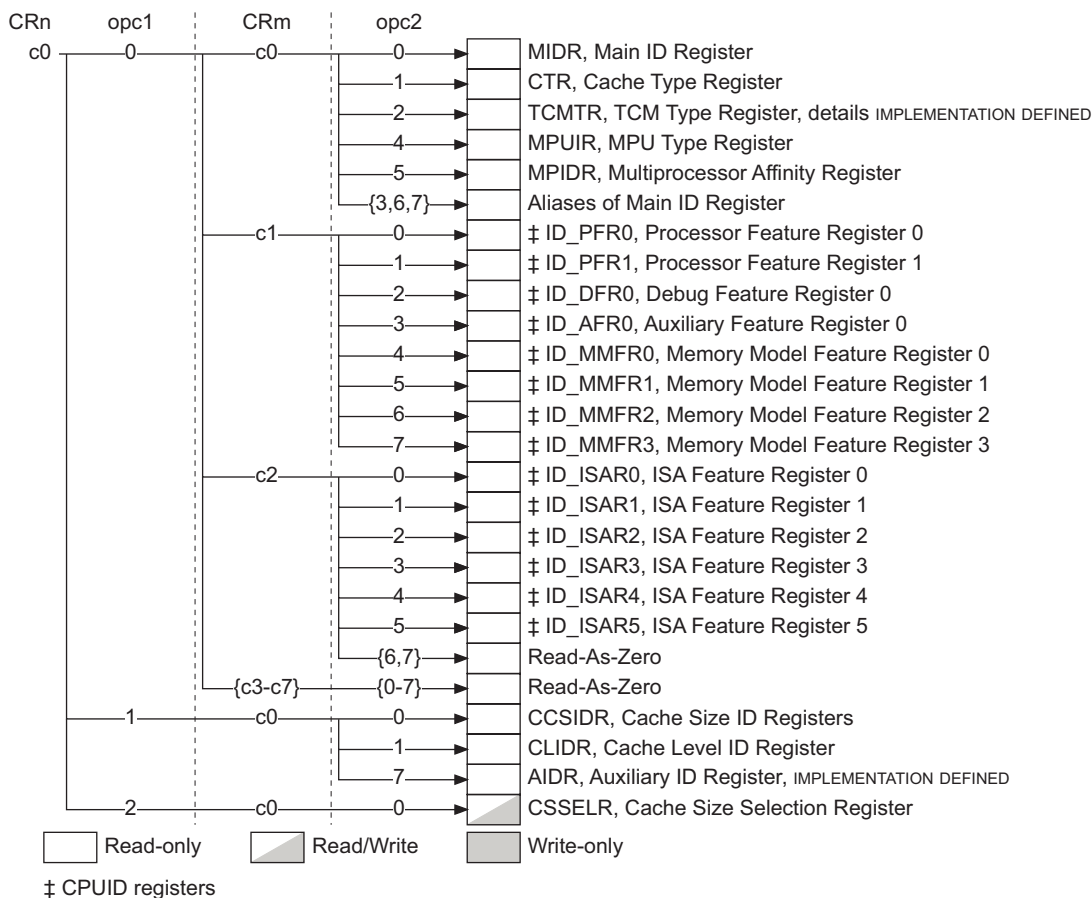 CRn opc1 CRm opc2
c0 0 c0 0 MIDR, Main ID Register
1 CTR, Cache Type Register
2 TCMTR, TCM Type Register, details IMPLEMENTATION DEFINED
4 MPUIR, MPU Type Register
5 MPIDR, Multiprocessor Affinity Register
{3,6,7} Aliases of Main ID Register
c1 0 ‡ ID_PFR0, Processor Feature Register 0
1 ‡ ID_PFR1, Processor Feature Register 1
2 ‡ ID_DFR0, Debug Feature Register 0
3 ‡ ID_AFR0, Auxiliary Feature Register 0
4 ‡ ID_MMFR0, Memory Model Feature Register 0
5 ‡ ID_MMFR1, Memory Model Feature Register 1
6 ‡ ID_MMFR2, Memory Model Feature Register 2
7 ‡ ID_MMFR3, Memory Model Feature Register 3
c2 0 ‡ ID_ISAR0, ISA Feature Register 0
1 ‡ ID_ISAR1, ISA Feature Register 1
2 ‡ ID_ISAR2, ISA Feature Register 2
3 ‡ ID_ISAR3, ISA Feature Register 3
4 ‡ ID_ISAR4, ISA Feature Register 4
5 ‡ ID_ISAR5, ISA Feature Register 5
{6,7} Read-As-Zero
{c3-c7} {0-7} Read-As-Zero
1 c0 0 CCSIDR, Cache Size ID Registers
1 CLIDR, Cache Level ID Register
7 AIDR, Auxiliary ID Register, IMPLEMENTATION DEFINED
2 c0 0 CSSELR, Cache Size Selection Register
Read-only Read/Write Write-only
‡ CPUID registers